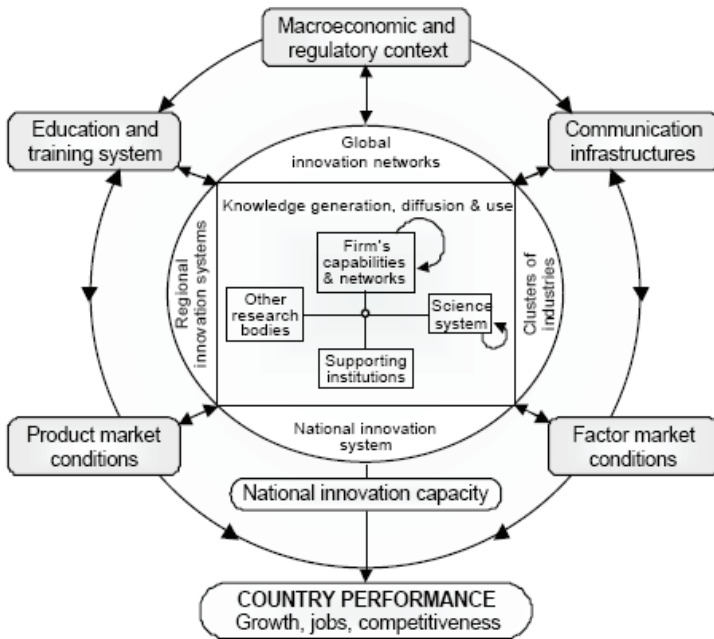 Macroeconomic and
regulatory context
Education and
training system
Communication
infrastructures
Global
innovation networks
Regional
innovation systems
Knowledge generation, diffusion & use
Clusters of
industries
Firm's
capabilities
& networks
Other
research
bodies
Science
system
Supporting
institutions
Product market
conditions
National innovation
system
Factor market
conditions
National innovation capacity
COUNTRY PERFORMANCE
Growth, jobs, competitiveness